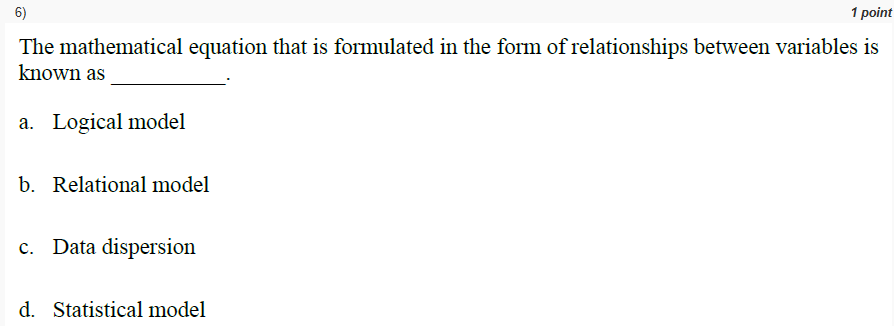 6)
1 point
The mathematical equation that is formulated in the form of relationships between variables is
known as __________.
a. Logical model
b. Relational model
c. Data dispersion
d. Statistical model